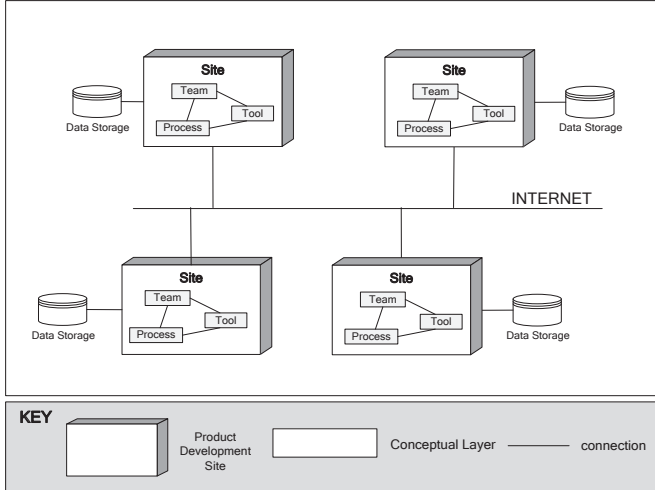 Site
Team
Tool
Process
Data Storage
Site
Team
Tool
Process
Data Storage
INTERNET
Site
Team
Tool
Process
Data Storage
Site
Team
Tool
Process
Data Storage
KEY
Product
Development
Site
Conceptual Layer
connection